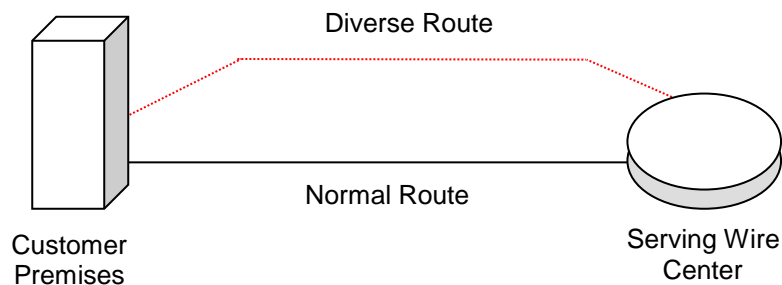 Diverse Route
Normal Route
Customer
Premises
Serving Wire
Center